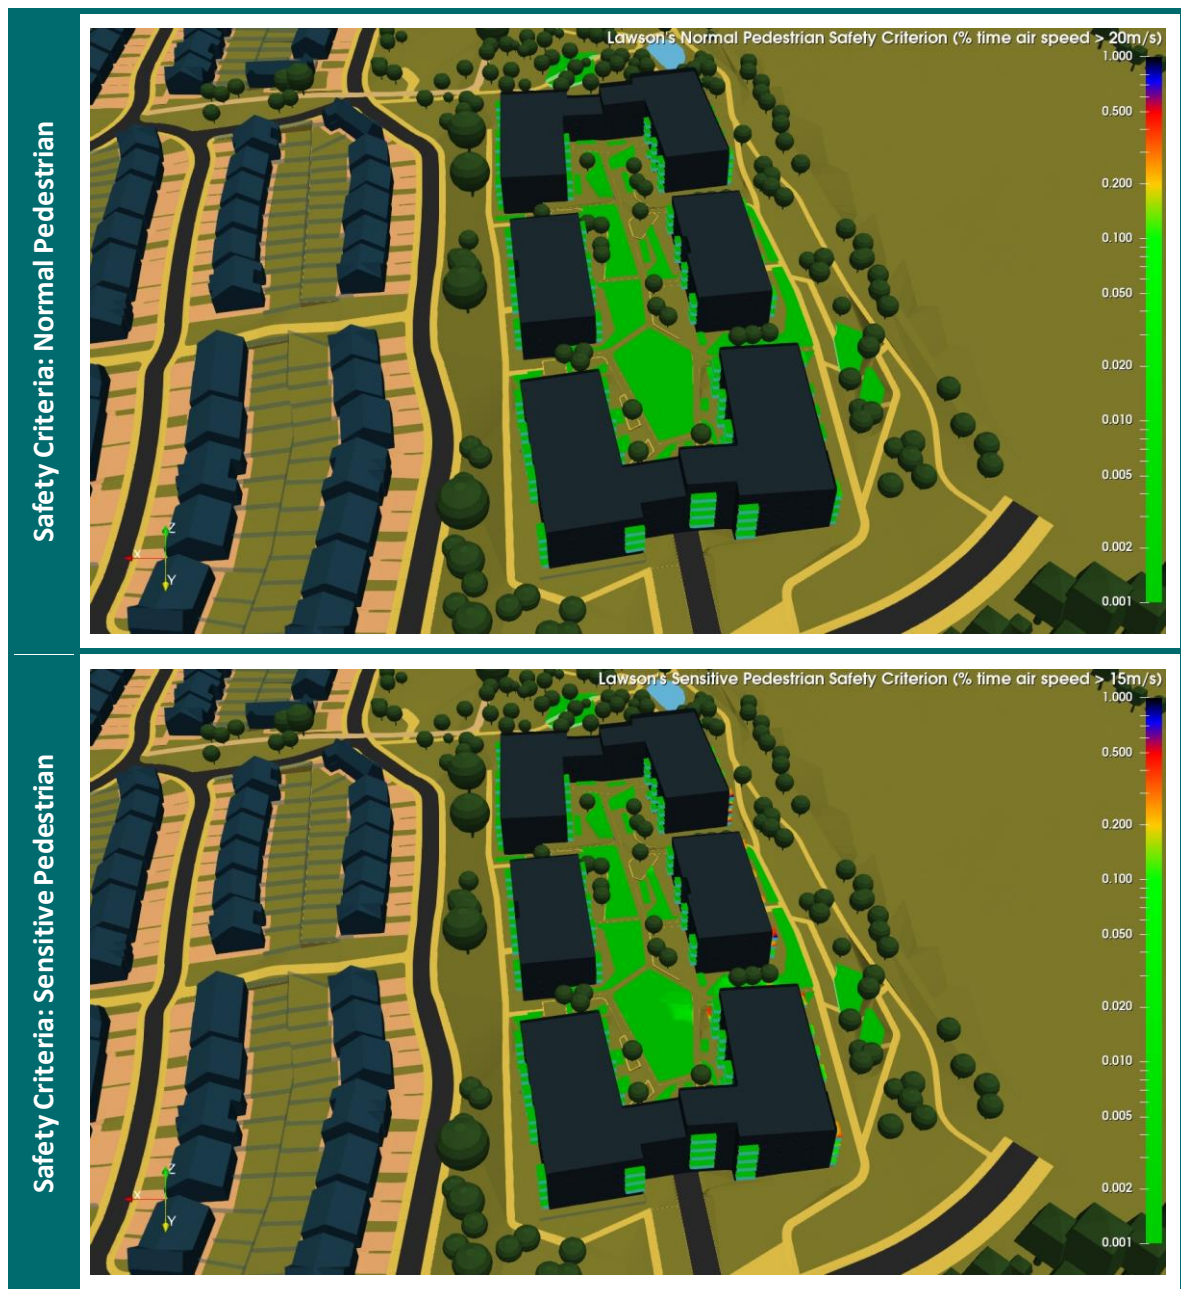 Safety Criteria: Normal Pedestrian
Lawson's Normal Pedestrian Safety Criterion (% time air speed > 20m/s)
1.000
0.500
0.200
0.100
0.050
0.020
0.010
0.005
0.002
0.001
Z
X
Y
Safety Criteria: Sensitive Pedestrian
Lawson's Sensitive Pedestrian Safety Criterion (% time air speed > 15m/s)
1.000
0.500
0.200
0.100
0.050
0.020
0.010
0.005
0.002
0.001
Z
X
Y